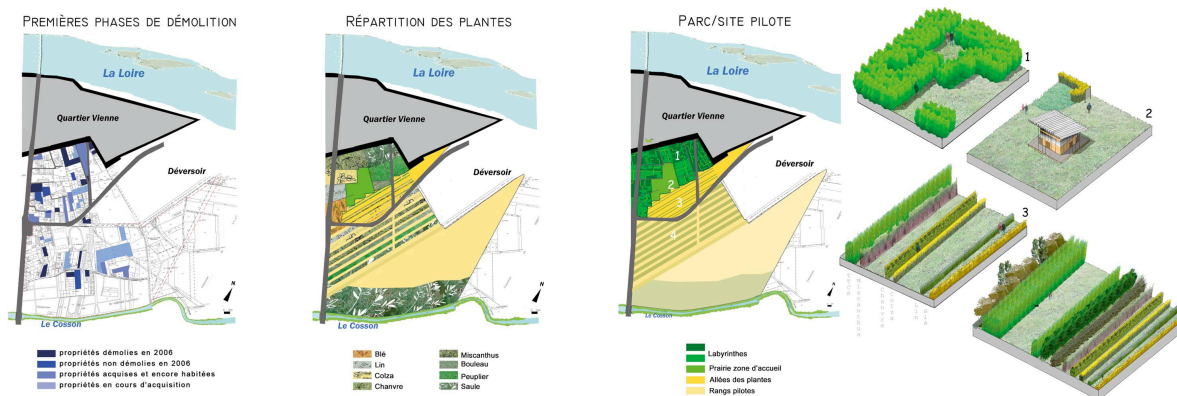 PREMIÈRES PHASES DE DÉMOLITION
La Loire
Quartier Vienne
Déversoir
N
Le Cosson
propriétés démolies en 2006
propriétés non démolies en 2006
propriétés acquises et encore habitées
propriétés en cours d'acquisition
RÉPARTITION DES PLANTES
La Loire
Quartier Vienne
Déversoir
N
Le Cosson
Blé
Lin
Colza
Chanvre
Miscanthus
Bouleau
Peuplier
Saule
PARC/SITE PILOTE
La Loire
Quartier Vienne
1
2
3
4
Déversoir
N
Le Cosson
Labyrinthes
Prairie zone d'accueil
Allées des plantes
Rangs pilotes
1
2
3